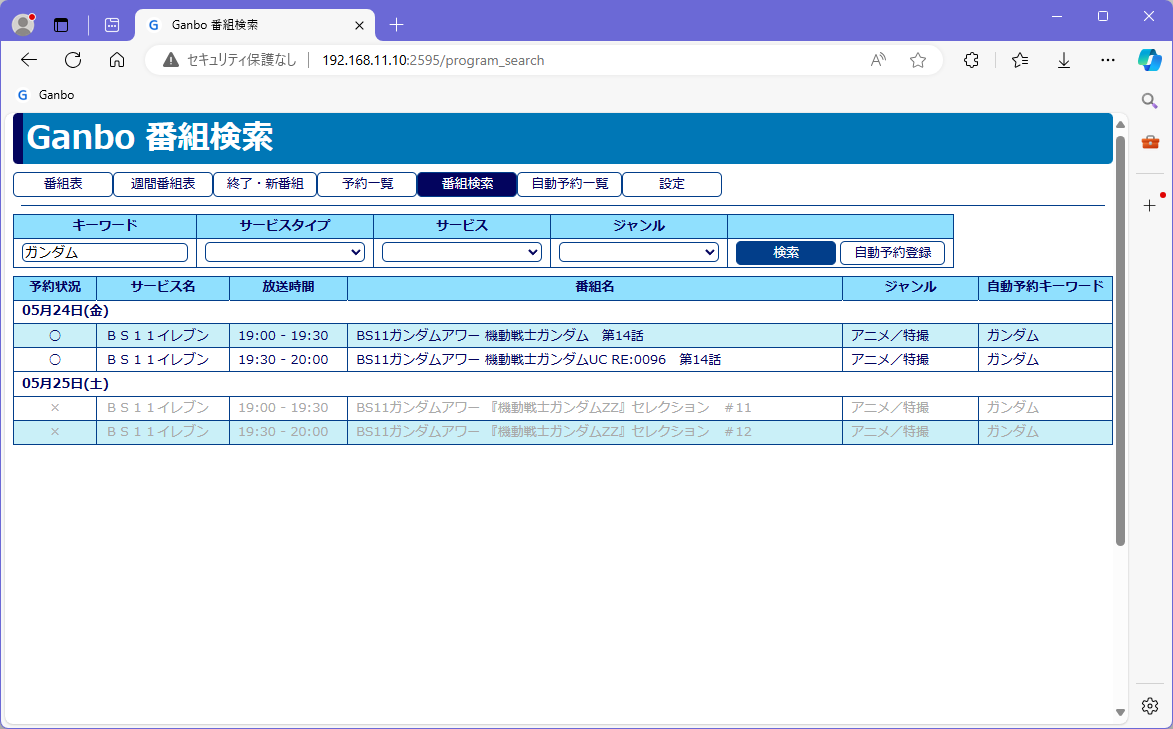 Ganbo 番組検索
セキュリティ保護なし 192.168.11.10:2595/program_search
Ganbo
Ganbo 番組検索
番組表 週間番組表 終了・新番組 予約一覧 番組検索 自動予約一覧 設定
キーワード サービスタイプ サービス ジャンル
ガンダム 検索 自動予約登録
予約状況 サービス名 放送時間 番組名 ジャンル 自動予約キーワード
05月24日(金)
○ ＢＳ１１イレブン 19:00 - 19:30 BS11ガンダムアワー 機動戦士ガンダム　第14話 アニメ／特撮 ガンダム
○ ＢＳ１１イレブン 19:30 - 20:00 BS11ガンダムアワー 機動戦士ガンダムUC RE:0096　第14話 アニメ／特撮 ガンダム
05月25日(土)
× ＢＳ１１イレブン 19:00 - 19:30 BS11ガンダムアワー 『機動戦士ガンダムZZ』セレクション　＃11 アニメ／特撮 ガンダム
× ＢＳ１１イレブン 19:30 - 20:00 BS11ガンダムアワー 『機動戦士ガンダムZZ』セレクション　＃12 アニメ／特撮 ガンダム